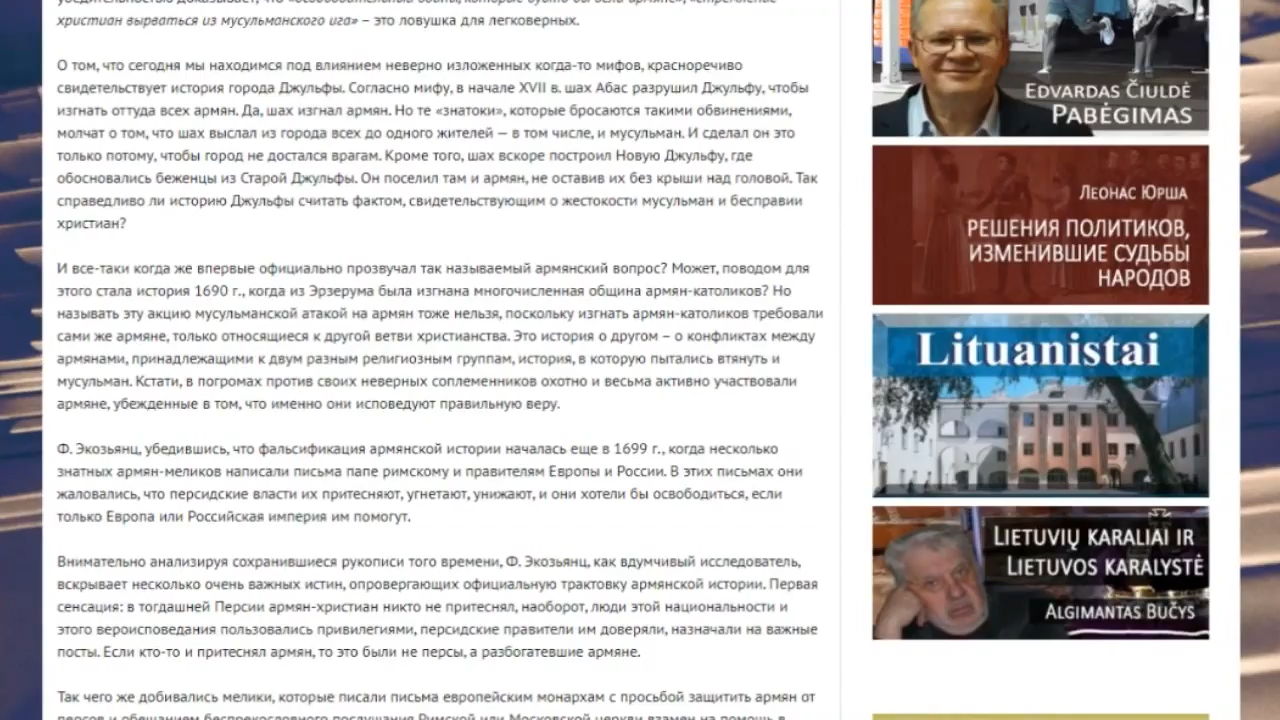 христиан вырваться из мусульманского ига» – это ловушка для легковерных.
О том, что сегодня мы находимся под влиянием неверно изложенных когда-то мифов, красноречиво
свидетельствует история города Джульфы. Согласно мифу, в начале XVII в. шах Абас разрушил Джульфу, чтобы
изгнать оттуда всех армян. Да, шах изгнал армян. Но те «знатоки», которые бросаются такими обвинениями,
молчат о том, что шах выслал из города всех до одного жителей — в том числе, и мусульман. И сделал он это
только потому, чтобы город не достался врагам. Кроме того, шах вскоре построил Новую Джульфу, где
обосновались беженцы из Старой Джульфы. Он поселил там и армян, не оставив их без крыши над головой. Так
справедливо ли историю Джульфы считать фактом, свидетельствующим о жестокости мусульман и бесправии
христиан?
И все-таки когда же впервые официально прозвучал так называемый армянский вопрос? Может, поводом для
этого стала история 1690 г., когда из Эрзерума была изгнана многочисленная община армян-католиков? Но
называть эту акцию мусульманской атакой на армян тоже нельзя, поскольку изгнать армян-католиков требовали
сами же армяне, только относящиеся к другой ветви христианства. Это история о другом – о конфликтах между
армянами, принадлежащими к двум разным религиозным группам, история, в которую пытались втянуть и
мусульман. Кстати, в погромах против своих неверных соплеменников охотно и весьма активно участвовали
армяне, убежденные в том, что именно они исповедуют правильную веру.
Ф. Экозьянц, убедившись, что фальсификация армянской истории началась еще в 1699 г., когда несколько
знатных армян-меликов написали письма папе римскому и правителям Европы и России. В этих письмах они
жаловались, что персидские власти их притесняют, угнетают, унижают, и они хотели бы освободиться, если
только Европа или Российская империя им помогут.
Внимательно анализируя сохранившиеся рукописи того времени, Ф. Экозьянц, как вдумчивый исследователь,
вскрывает несколько очень важных истин, опровергающих официальную трактовку армянской истории. Первая
сенсация: в тогдашней Персии армян-христиан никто не притеснял, наоборот, люди этой национальности и
этого вероисповедания пользовались привилегиями, персидские правители им доверяли, назначали на важные
посты. Если кто-то и притеснял армян, то это были не персы, а разбогатевшие армяне.
Так чего же добивались мелики, которые писали письма европейским монархам с просьбой защитить армян от
EDVARDAS ČIULDĖ
PABĖGIMAS
ЛЕОНАС ЮРША
РЕШЕНИЯ ПОЛИТИКОВ,
ИЗМЕНИВШИЕ СУДЬБЫ
НАРОДОВ
Lituanistai
LIETUVIŲ KARALIAI IR
LIETUVOS KARALYSTĖ
ALGIMANTAS BUČYS